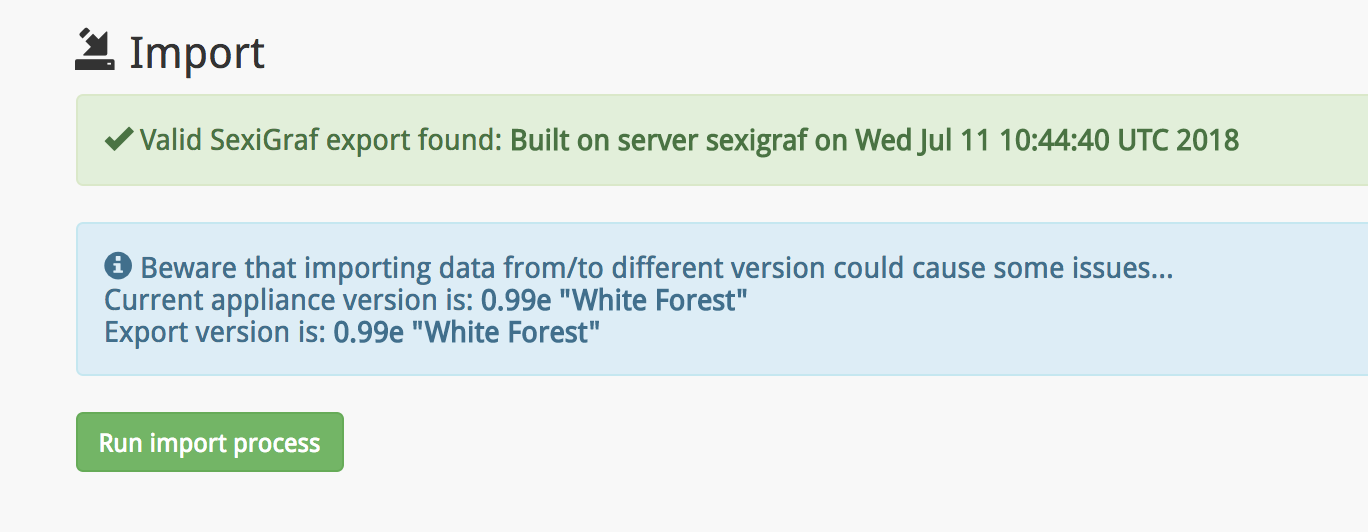 Import
Valid SexiGraf export found: Built on server sexigraf on Wed Jul 11 10:44:40 UTC 2018
Beware that importing data from/to different version could cause some issues...
Current appliance version is: 0.99e "White Forest"
Export version is: 0.99e "White Forest"
Run import process